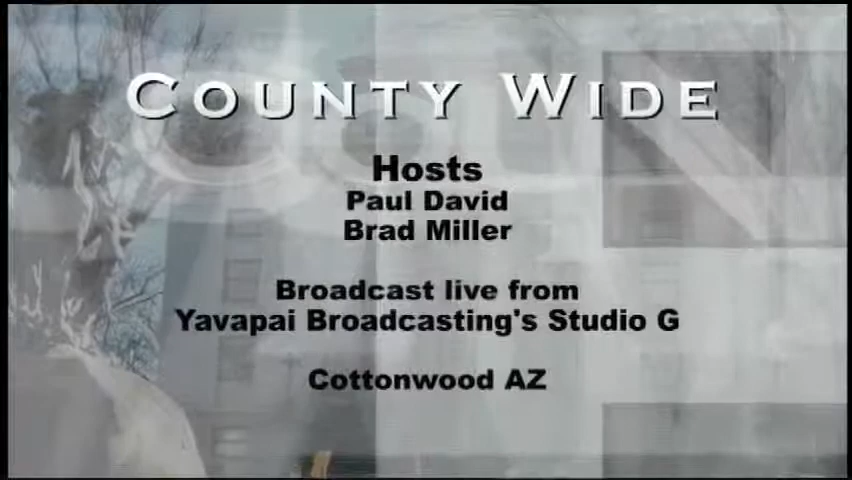 COUNTY WIDE
Hosts
Paul David
Brad Miller
Broadcast live from
Yavapai Broadcasting's Studio G
Cottonwood AZ